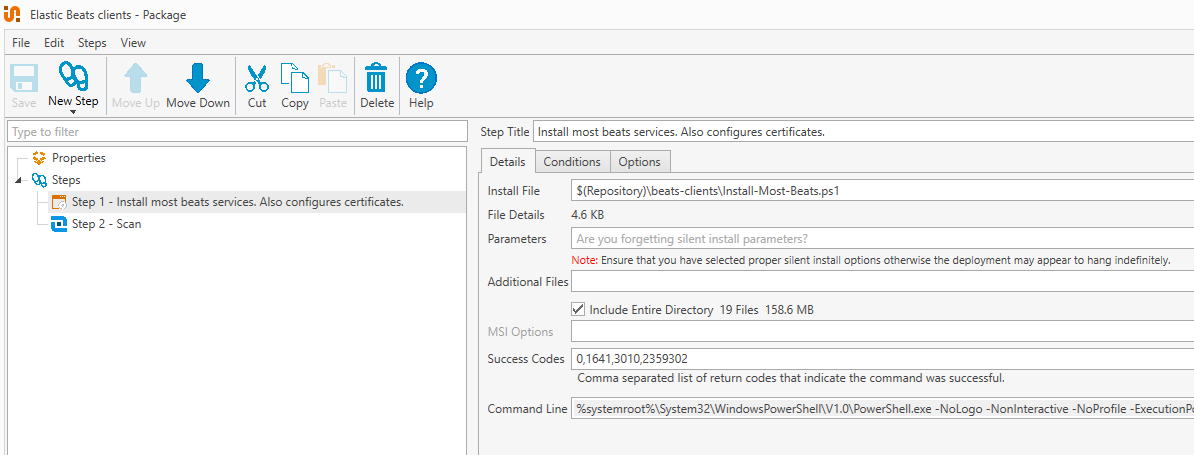 Elastic Beats clients - Package
File Edit Steps View
Save New Step Move Up Move Down Cut Copy Paste Delete Help
Type to filter
Properties
Steps
Step 1 - Install most beats services. Also configures certificates.
Step 2 - Scan
Step Title Install most beats services. Also configures certificates.
Details Conditions Options
Install File $(Repository)\beats-clients\Install-Most-Beats.ps1
File Details 4.6 KB
Parameters Are you forgetting silent install parameters?
Note: Ensure that you have selected proper silent install options otherwise the deployment may appear to hang indefinitely.
Additional Files
Include Entire Directory 19 Files 158.6 MB
MSI Options
Success Codes 0,1641,3010,2359302
Comma separated list of return codes that indicate the command was successful.
Command Line %systemroot%\System32\WindowsPowerShell\V1.0\PowerShell.exe -NoLogo -NonInteractive -NoProfile -ExecutionPo